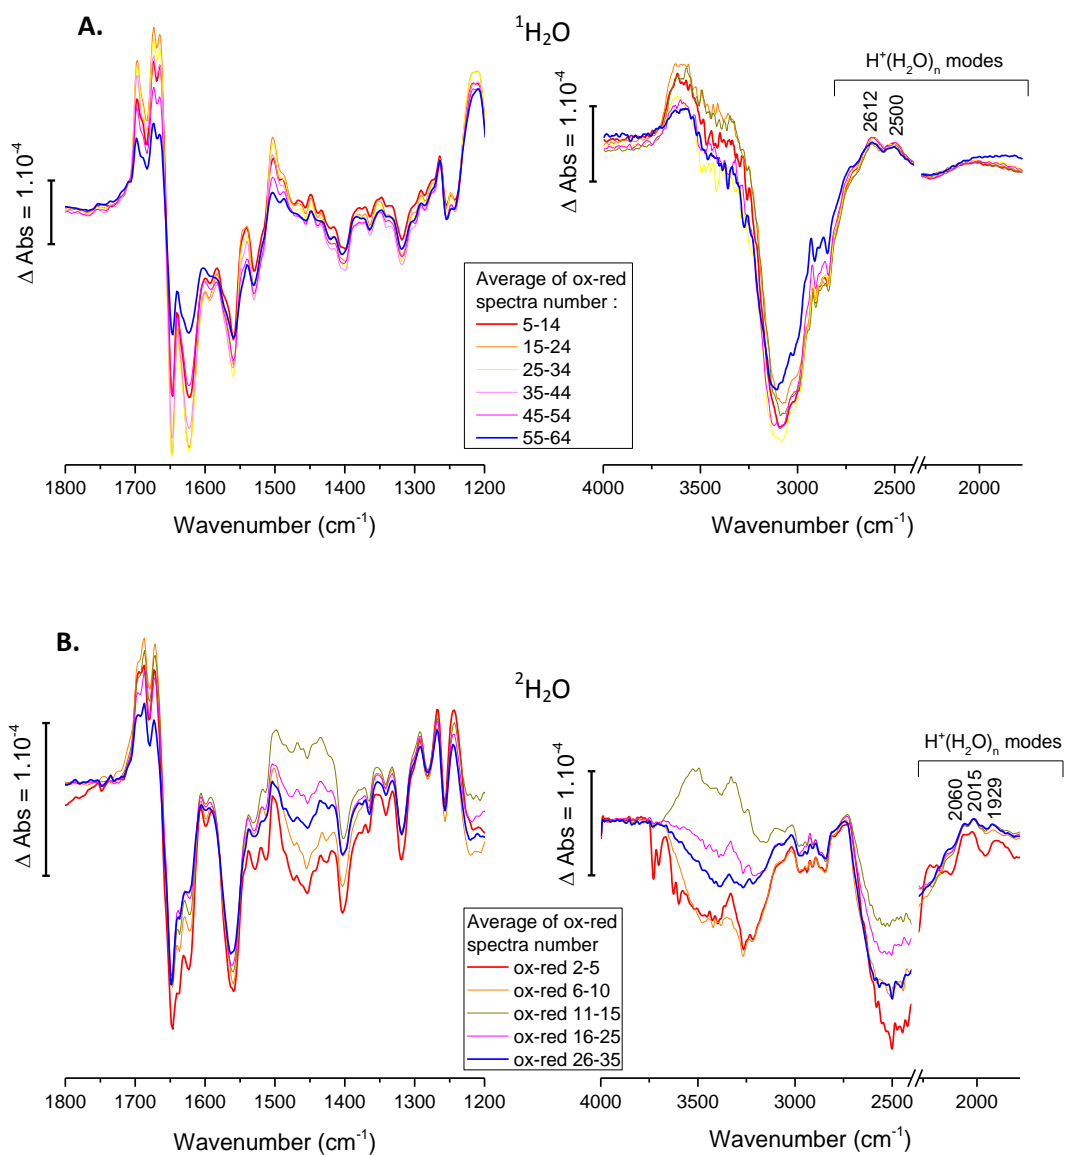 A.
¹H₂O
H⁺(H₂O)ₙ modes
2612
2500
Δ Abs = 1.10⁻⁴
Δ Abs = 1.10⁻⁴
Average of ox-red
spectra number :
5-14
15-24
25-34
35-44
45-54
55-64
1800 1700 1600 1500 1400 1300 1200
Wavenumber (cm⁻¹)
4000 3500 3000 2500 2000
Wavenumber (cm⁻¹)
B.
²H₂O
H⁺(H₂O)ₙ modes
2060
2015
1929
Δ Abs = 1.10⁻⁴
Δ Abs = 1.10⁻⁴
Average of ox-red
spectra number
ox-red 2-5
ox-red 6-10
ox-red 11-15
ox-red 16-25
ox-red 26-35
1800 1700 1600 1500 1400 1300 1200
Wavenumber (cm⁻¹)
4000 3500 3000 2500 2000
Wavenumber (cm⁻¹)